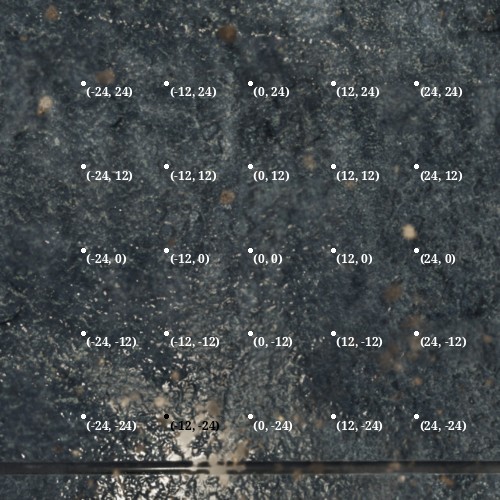 (-24, 24) (-12, 24) (0, 24) (12, 24) (24, 24)
(-24, 12) (-12, 12) (0, 12) (12, 12) (24, 12)
(-24, 0) (-12, 0) (0, 0) (12, 0) (24, 0)
(-24, -12) (-12, -12) (0, -12) (12, -12) (24, -12)
(-24, -24) (-12, -24) (0, -24) (12, -24) (24, -24)